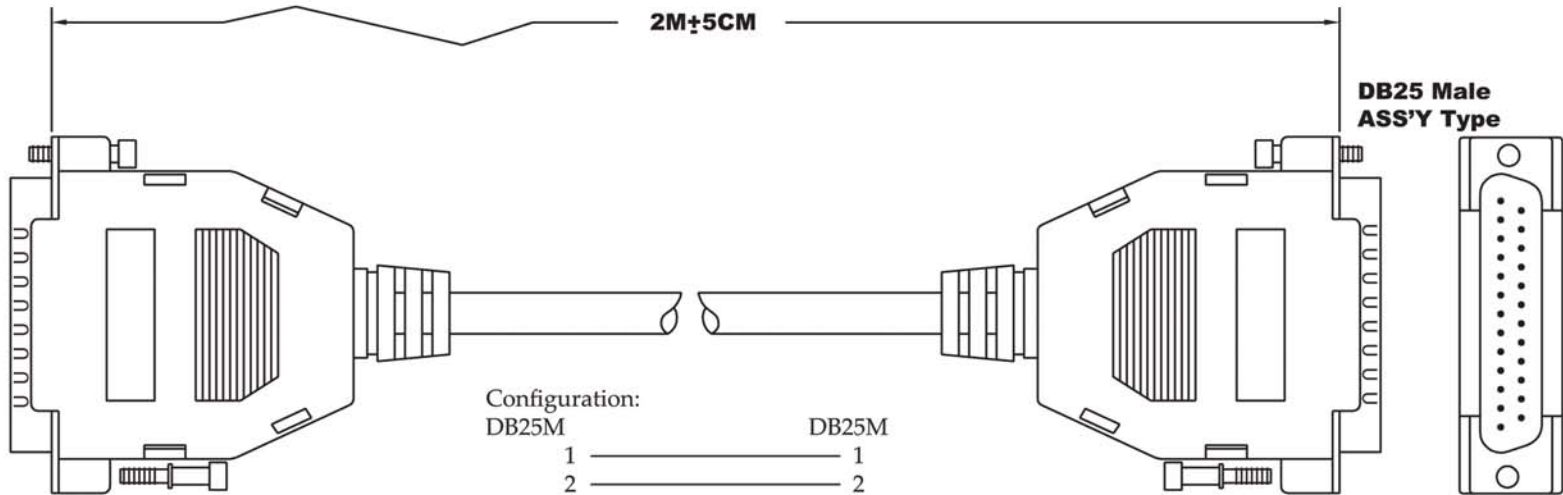 2M±5CM
DB25 Male
ASS'Y Type
Configuration:
DB25M DB25M
1 1
2 2